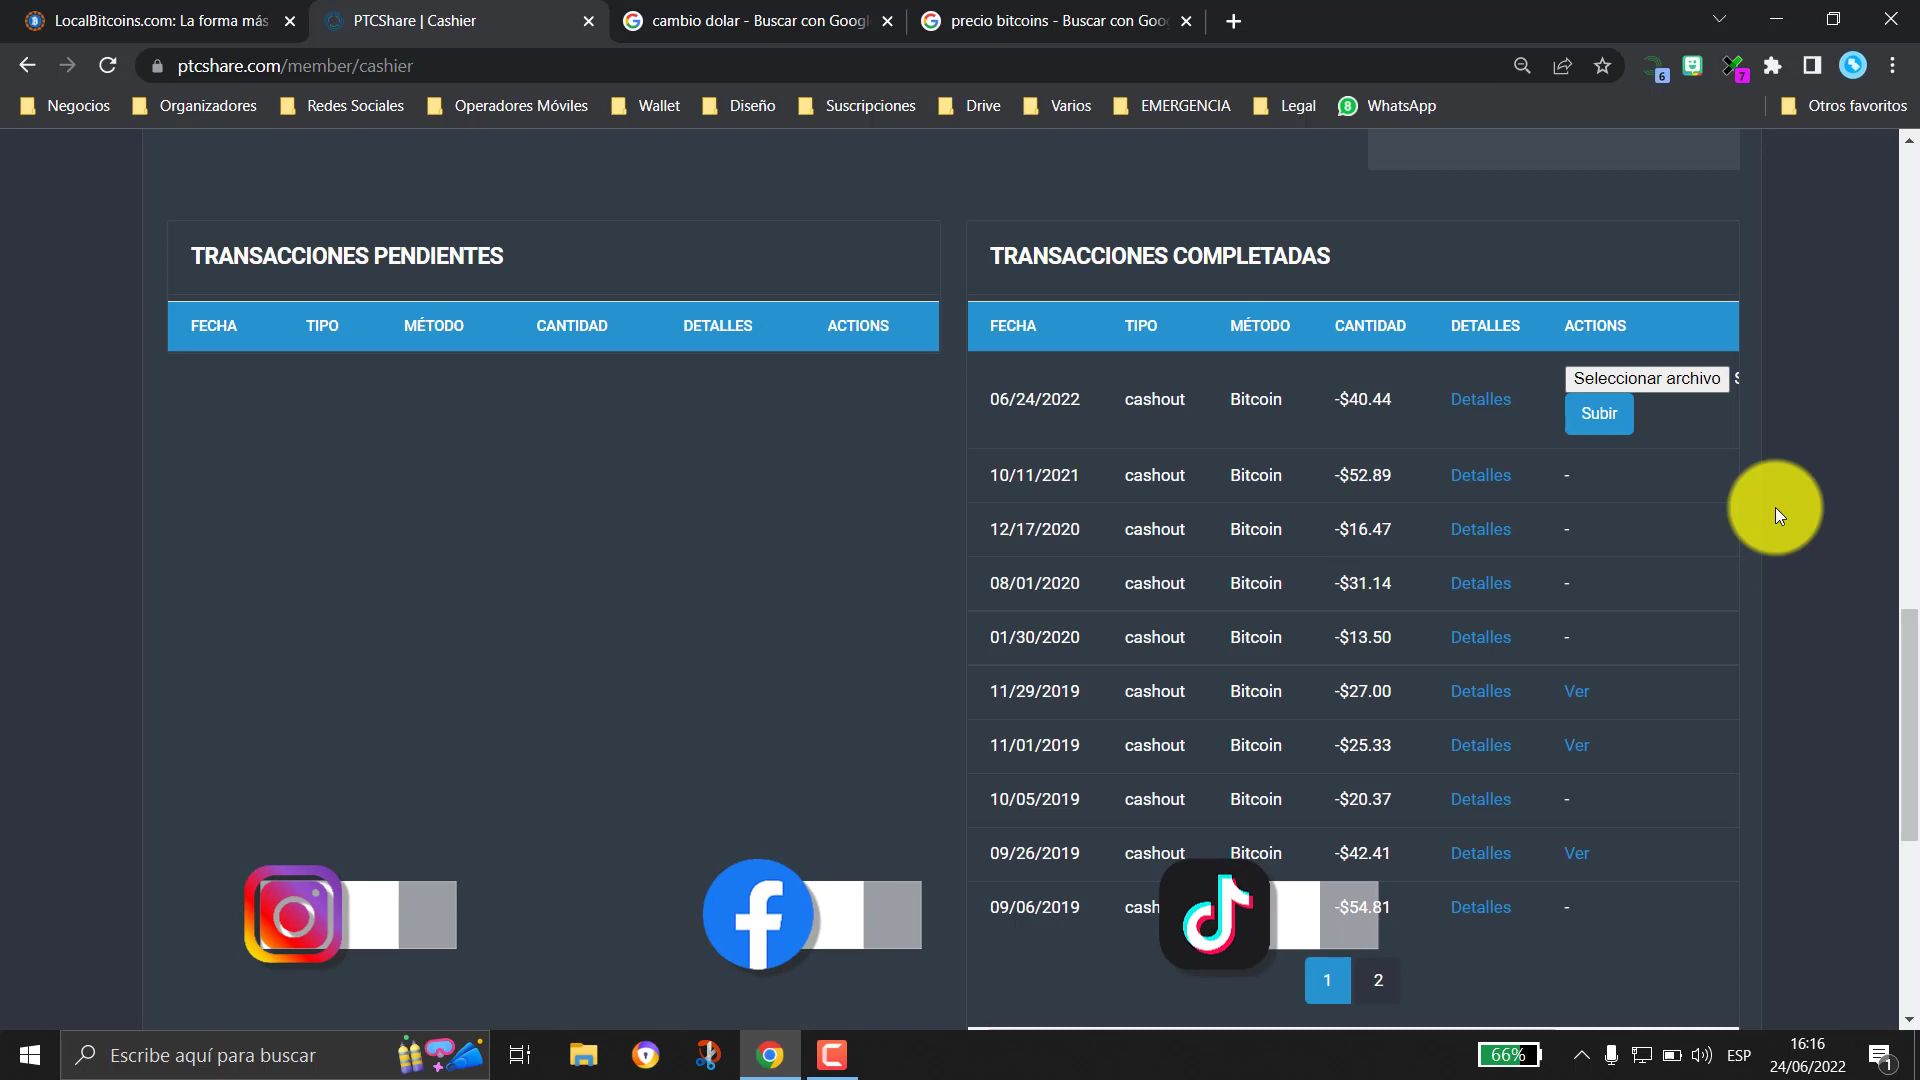 LocalBitcoins.com: La forma más
PTCShare | Cashier
cambio dolar - Buscar con Googl
precio bitcoins - Buscar con Goo
ptcshare.com/member/cashier
6
7
Negocios
Organizadores
Redes Sociales
Operadores Móviles
Wallet
Diseño
Suscripciones
Drive
Varios
EMERGENCIA
Legal
8
WhatsApp
Otros favoritos
TRANSACCIONES PENDIENTES
FECHA TIPO MÉTODO CANTIDAD DETALLES ACTIONS
TRANSACCIONES COMPLETADAS
FECHA TIPO MÉTODO CANTIDAD DETALLES ACTIONS
Seleccionar archivo S
06/24/2022 cashout Bitcoin -$40.44 Detalles
Subir
10/11/2021 cashout Bitcoin -$52.89 Detalles -
12/17/2020 cashout Bitcoin -$16.47 Detalles -
08/01/2020 cashout Bitcoin -$31.14 Detalles -
01/30/2020 cashout Bitcoin -$13.50 Detalles -
11/29/2019 cashout Bitcoin -$27.00 Detalles Ver
11/01/2019 cashout Bitcoin -$25.33 Detalles Ver
10/05/2019 cashout Bitcoin -$20.37 Detalles -
09/26/2019 cashout Bitcoin -$42.41 Detalles Ver
09/06/2019 cash -$54.81 Detalles -
1 2
Escribe aquí para buscar
66%
ESP
16:16
24/06/2022
1